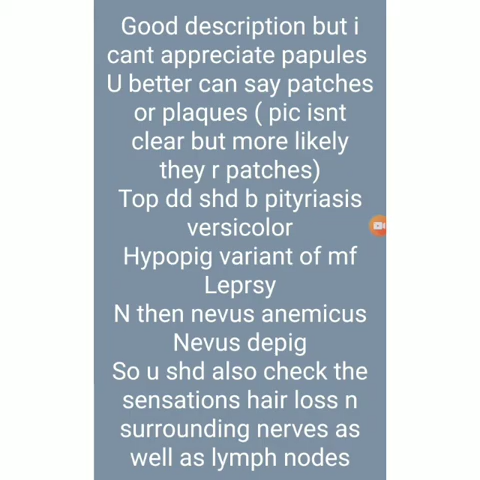 Good description but i
cant appreciate papules
U better can say patches
or plaques ( pic isnt
clear but more likely
they r patches)
Top dd shd b pityriasis
versicolor
Hypopig variant of mf
Leprsy
N then nevus anemicus
Nevus depig
So u shd also check the
sensations hair loss n
surrounding nerves as
well as lymph nodes